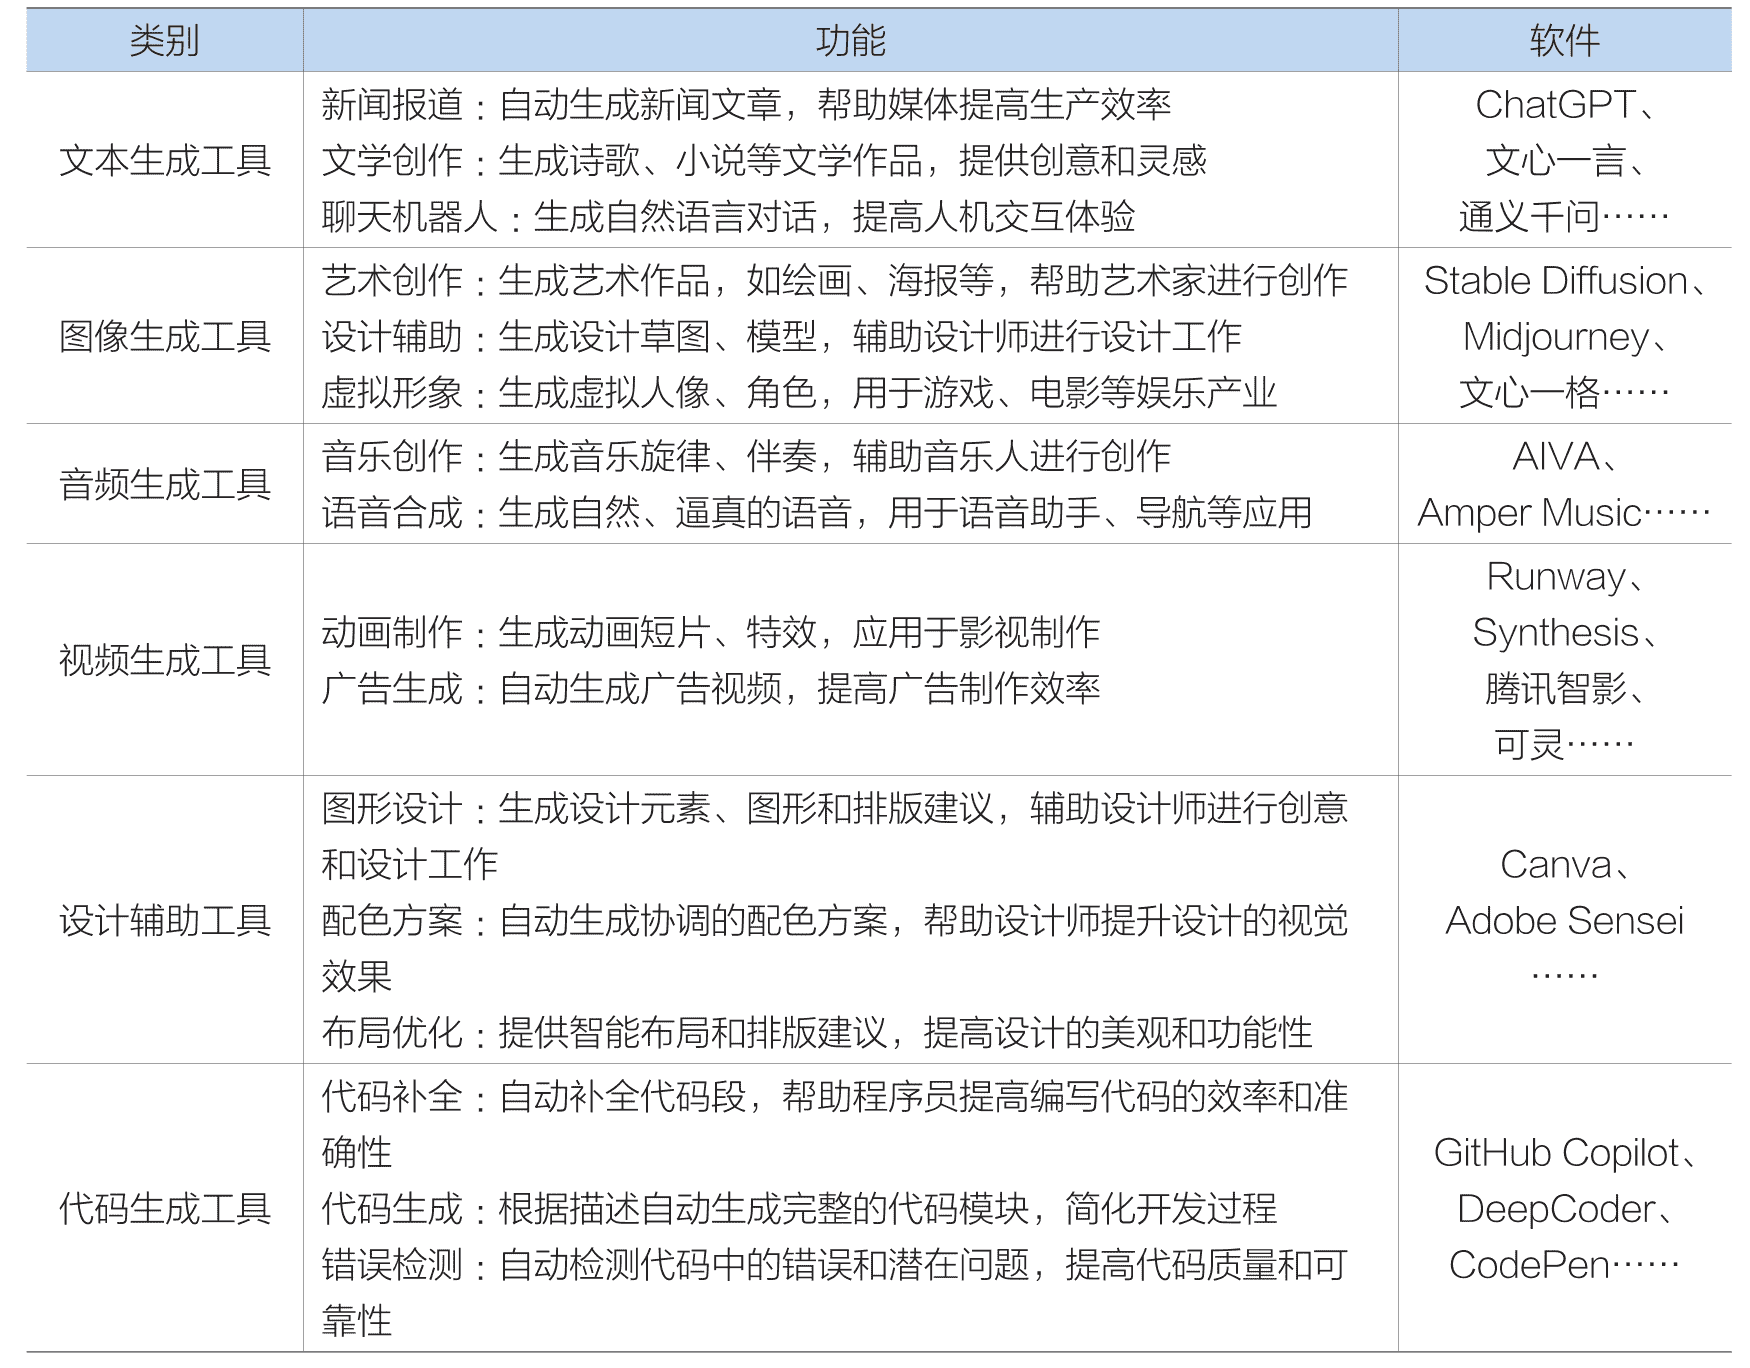 类别 功能 软件
文本生成工具
新闻报道：自动生成新闻文章，帮助媒体提高生产效率
文学创作：生成诗歌、小说等文学作品，提供创意和灵感
聊天机器人：生成自然语言对话，提高人机交互体验
ChatGPT、
文心一言、
通义千问……
图像生成工具
艺术创作：生成艺术作品，如绘画、海报等，帮助艺术家进行创作
设计辅助：生成设计草图、模型，辅助设计师进行设计工作
虚拟形象：生成虚拟人像、角色，用于游戏、电影等娱乐产业
Stable Diffusion、
Midjourney、
文心一格……
音频生成工具
音乐创作：生成音乐旋律、伴奏，辅助音乐人进行创作
语音合成：生成自然、逼真的语音，用于语音助手、导航等应用
AIVA、
Amper Music……
视频生成工具
动画制作：生成动画短片、特效，应用于影视制作
广告生成：自动生成广告视频，提高广告制作效率
Runway、
Synthesis、
腾讯智影、
可灵……
设计辅助工具
图形设计：生成设计元素、图形和排版建议，辅助设计师进行创意
和设计工作
配色方案：自动生成协调的配色方案，帮助设计师提升设计的视觉
效果
布局优化：提供智能布局和排版建议，提高设计的美观和功能性
Canva、
Adobe Sensei
……
代码生成工具
代码补全：自动补全代码段，帮助程序员提高编写代码的效率和准
确性
代码生成：根据描述自动生成完整的代码模块，简化开发过程
错误检测：自动检测代码中的错误和潜在问题，提高代码质量和可
靠性
GitHub Copilot、
DeepCoder、
CodePen……